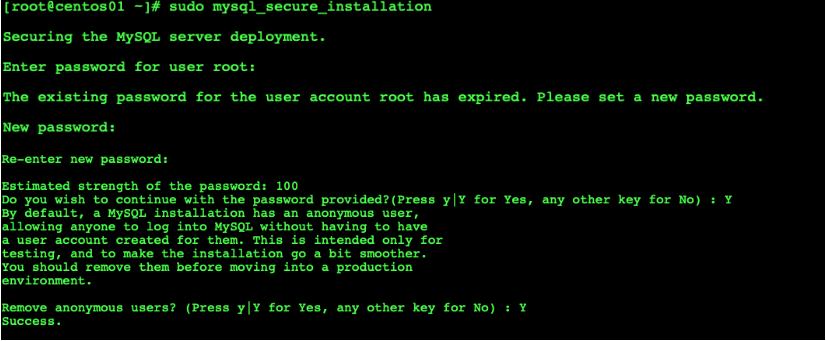 [root@centos01 ~]# sudo mysql_secure_installation
Securing the MySQL server deployment.
Enter password for user root:
The existing password for the user account root has expired. Please set a new password.
New password:
Re-enter new password:
Estimated strength of the password: 100
Do you wish to continue with the password provided?(Press y|Y for Yes, any other key for No) : Y
By default, a MySQL installation has an anonymous user,
allowing anyone to log into MySQL without having to have
a user account created for them. This is intended only for
testing, and to make the installation go a bit smoother.
You should remove them before moving into a production
environment.
Remove anonymous users? (Press y|Y for Yes, any other key for No) : Y
Success.